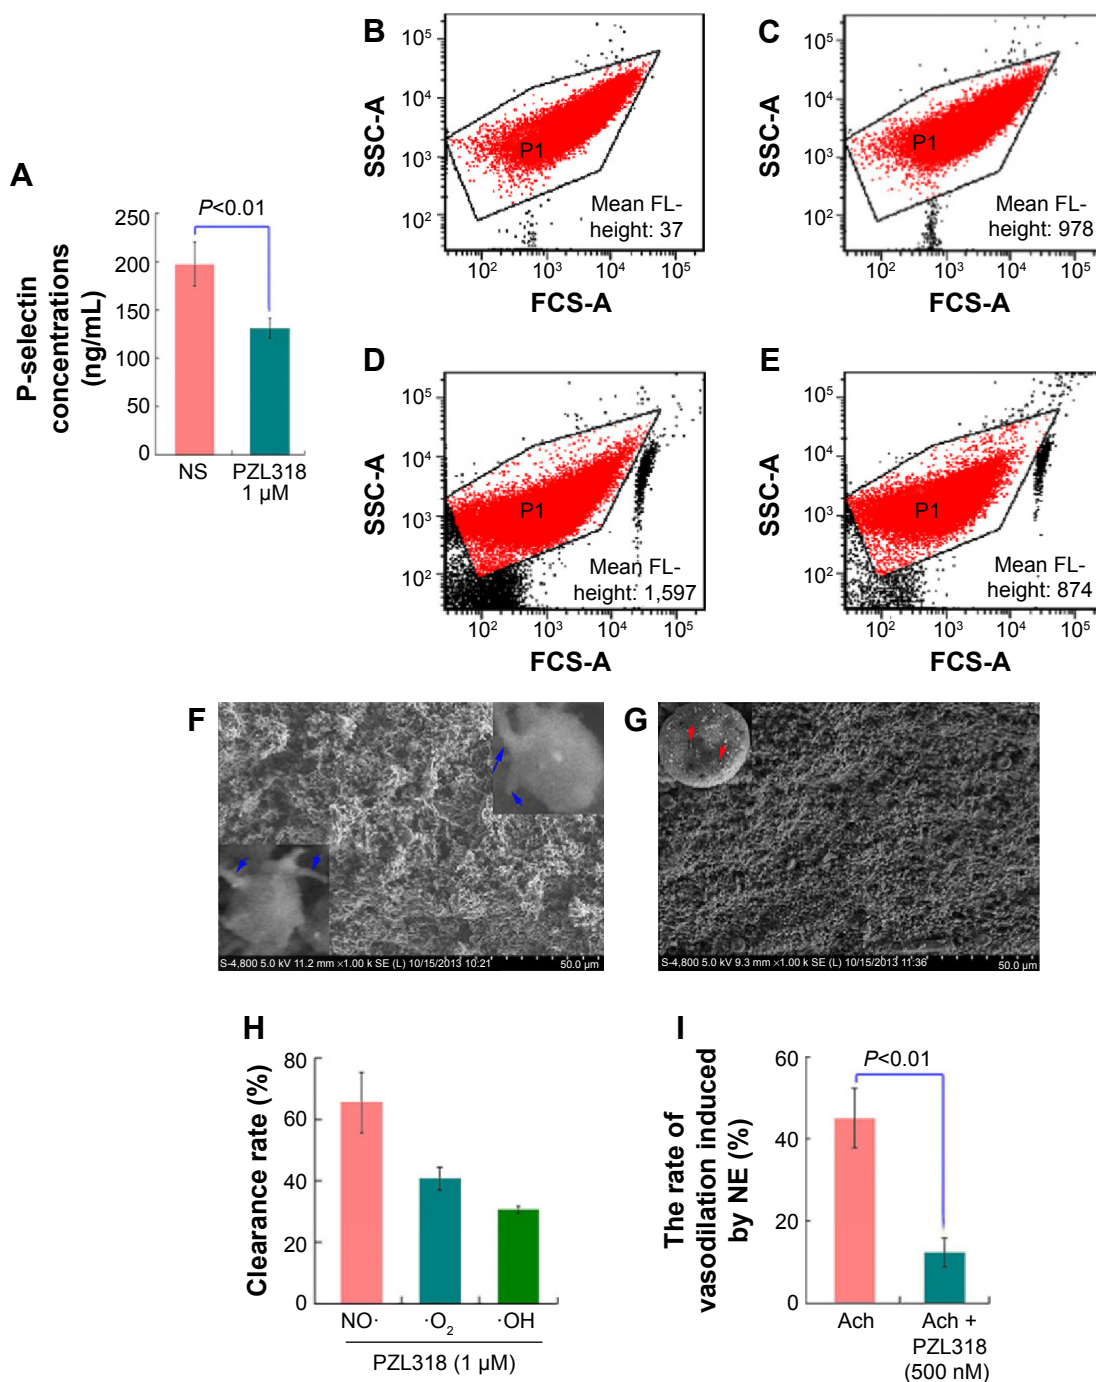 A
P-selectin
concentrations
(ng/mL)
250
200
150
100
50
0
P<0.01
NS
PZL318
1 µM
B
SSC-A
10⁵
10⁴
10³
10²
P1
Mean FL-
height: 37
10² 10³ 10⁴ 10⁵
FCS-A
C
SSC-A
10⁵
10⁴
10³
10²
P1
Mean FL-
height: 978
10² 10³ 10⁴ 10⁵
FCS-A
D
SSC-A
10⁵
10⁴
10³
10²
P1
Mean FL-
height: 1,597
10² 10³ 10⁴ 10⁵
FCS-A
E
SSC-A
10⁵
10⁴
10³
10²
P1
Mean FL-
height: 874
10² 10³ 10⁴ 10⁵
FCS-A
F
S-4,800 5.0 kV 11.2 mm ×1.00 k SE (L) 10/15/2013 10:21 50.0 µm
G
S-4,800 5.0 kV 9.3 mm ×1.00 k SE (L) 10/15/2013 11:36 50.0 µm
H
Clearance rate (%)
80
60
40
20
0
NO· ·O₂ ·OH
PZL318 (1 µM)
I
The rate of
vasodilation induced
by NE (%)
60
40
20
0
P<0.01
Ach
Ach +
PZL318
(500 nM)